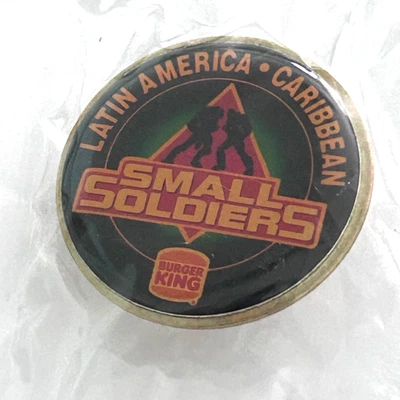 LATIN AMERICA • CARIBBEAN
SMALL
SOLDIERS
BURGER
KING